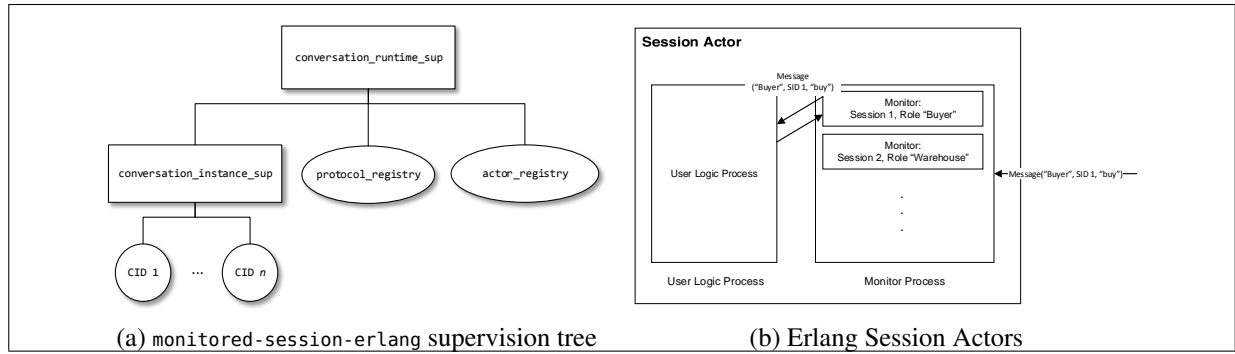 conversation_runtime_sup
conversation_instance_sup
protocol_registry
actor_registry
CID 1
...
CID n
(a) monitored-session-erlang supervision tree
Session Actor
Message
(“Buyer”, SID 1, “buy”)
Monitor:
Session 1, Role “Buyer”
Monitor:
Session 2, Role “Warehouse”
User Logic Process
Message(“Buyer”, SID 1, “buy”)
.
.
.
User Logic Process
Monitor Process
(b) Erlang Session Actors